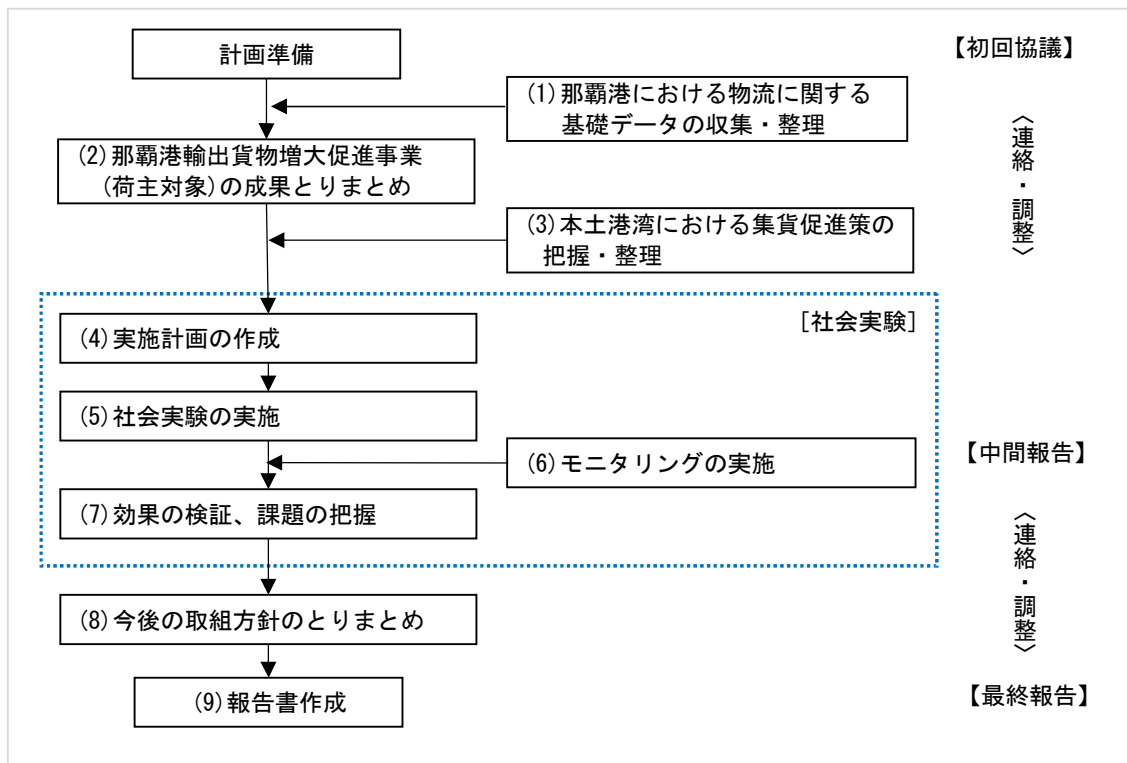 計画準備
【初回協議】
(1)那覇港における物流に関する
基礎データの収集・整理
(2)那覇港輸出貨物増大促進事業
(荷主対象)の成果とりまとめ
〈連絡・調整〉
(3)本土港湾における集貨促進策の
把握・整理
[社会実験]
(4)実施計画の作成
(5)社会実験の実施
(6)モニタリングの実施
【中間報告】
(7)効果の検証、課題の把握
〈連絡・調整〉
(8)今後の取組方針のとりまとめ
(9)報告書作成
【最終報告】